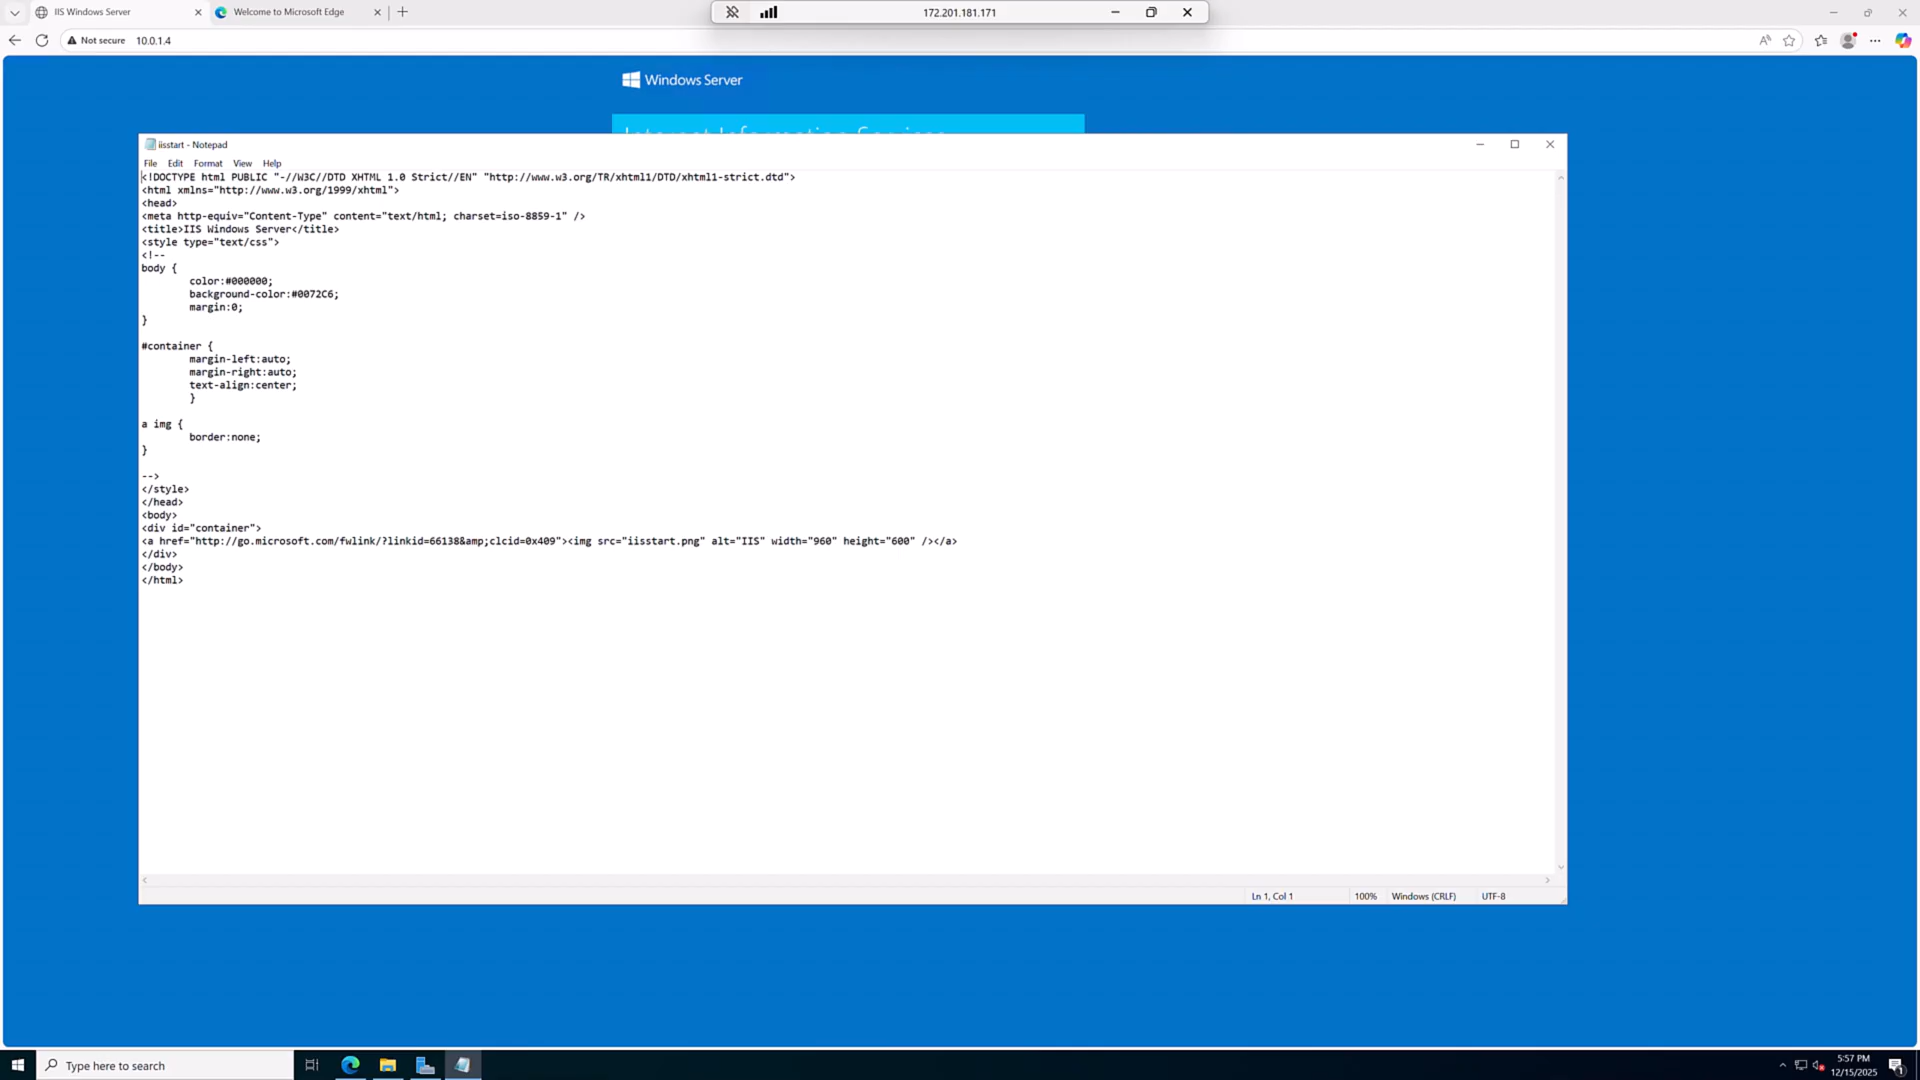 IIS Windows Server
Welcome to Microsoft Edge
172.201.181.171
Not secure
10.0.1.4
Windows Server
Internet Information Services
iisstart - Notepad
File Edit Format View Help
<!DOCTYPE html PUBLIC "-//W3C//DTD XHTML 1.0 Strict//EN" "http://www.w3.org/TR/xhtml1/DTD/xhtml1-strict.dtd">
<html xmlns="http://www.w3.org/1999/xhtml">
<head>
<meta http-equiv="Content-Type" content="text/html; charset=iso-8859-1" />
<title>IIS Windows Server</title>
<style type="text/css">
<!--
body {
color:#000000;
background-color:#0072C6;
margin:0;
}
#container {
margin-left:auto;
margin-right:auto;
text-align:center;
}
a img {
border:none;
}
-->
</style>
</head>
<body>
<div id="container">
<a href="http://go.microsoft.com/fwlink/?linkid=66138&amp;clcid=0x409"><img src="iisstart.png" alt="IIS" width="960" height="600" /></a>
</div>
</body>
</html>
Ln 1, Col 1
100%
Windows (CRLF)
UTF-8
Type here to search
5:57 PM
12/15/2025
1